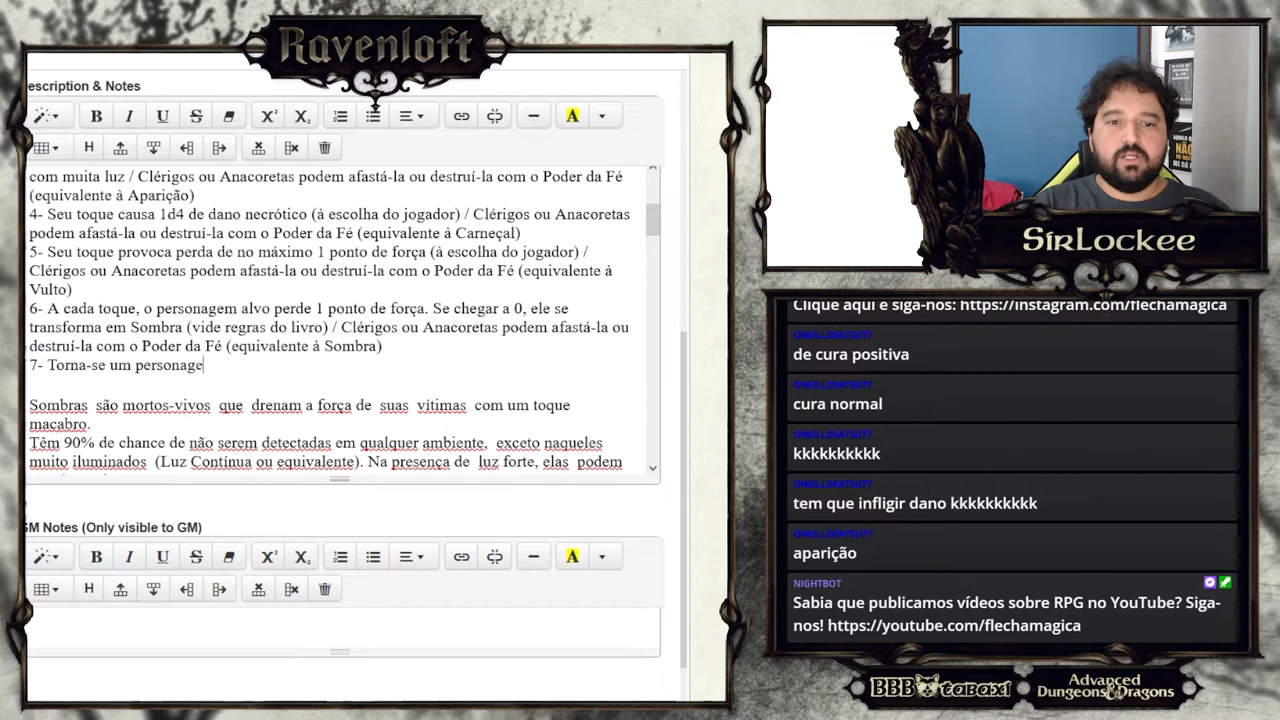 Ravenloft
escription & Notes
com muita luz / Clérigos ou Anacoretas podem afastá-la ou destruí-la com o Poder da Fé
(equivalente à Aparição)
4- Seu toque causa 1d4 de dano necrótico (à escolha do jogador) / Clérigos ou Anacoretas
podem afastá-la ou destruí-la com o Poder da Fé (equivalente à Carneçal)
5- Seu toque provoca perda de no máximo 1 ponto de força (à escolha do jogador) /
Clérigos ou Anacoretas podem afastá-la ou destruí-la com o Poder da Fé (equivalente à
Vulto)
6- A cada toque, o personagem alvo perde 1 ponto de força. Se chegar a 0, ele se
transforma em Sombra (vide regras do livro) / Clérigos ou Anacoretas podem afastá-la ou
destruí-la com o Poder da Fé (equivalente à Sombra)
7- Torna-se um personage
Sombras são mortos-vivos que drenam a força de suas vítimas com um toque
macabro.
Têm 90% de chance de não serem detectadas em qualquer ambiente, exceto naqueles
muito iluminados (Luz Contínua ou equivalente). Na presença de luz forte, elas podem
GM Notes (Only visible to GM)
SirLockee
Clique aqui e siga-nos: https://instagram.com/flechamagica
ONEILLDEATSU77
de cura positiva
ONEILLDEATSU77
cura normal
ONEILLDEATSU77
kkkkkkkkkk
ONEILLDEATSU77
tem que infligir dano kkkkkkkkkk
ONEILLDEATSU77
aparição
NIGHTBOT
Sabia que publicamos vídeos sobre RPG no YouTube? Siga-
nos! https://youtube.com/flechamagica
BBB tabaxi
Advanced
Dungeons & Dragons